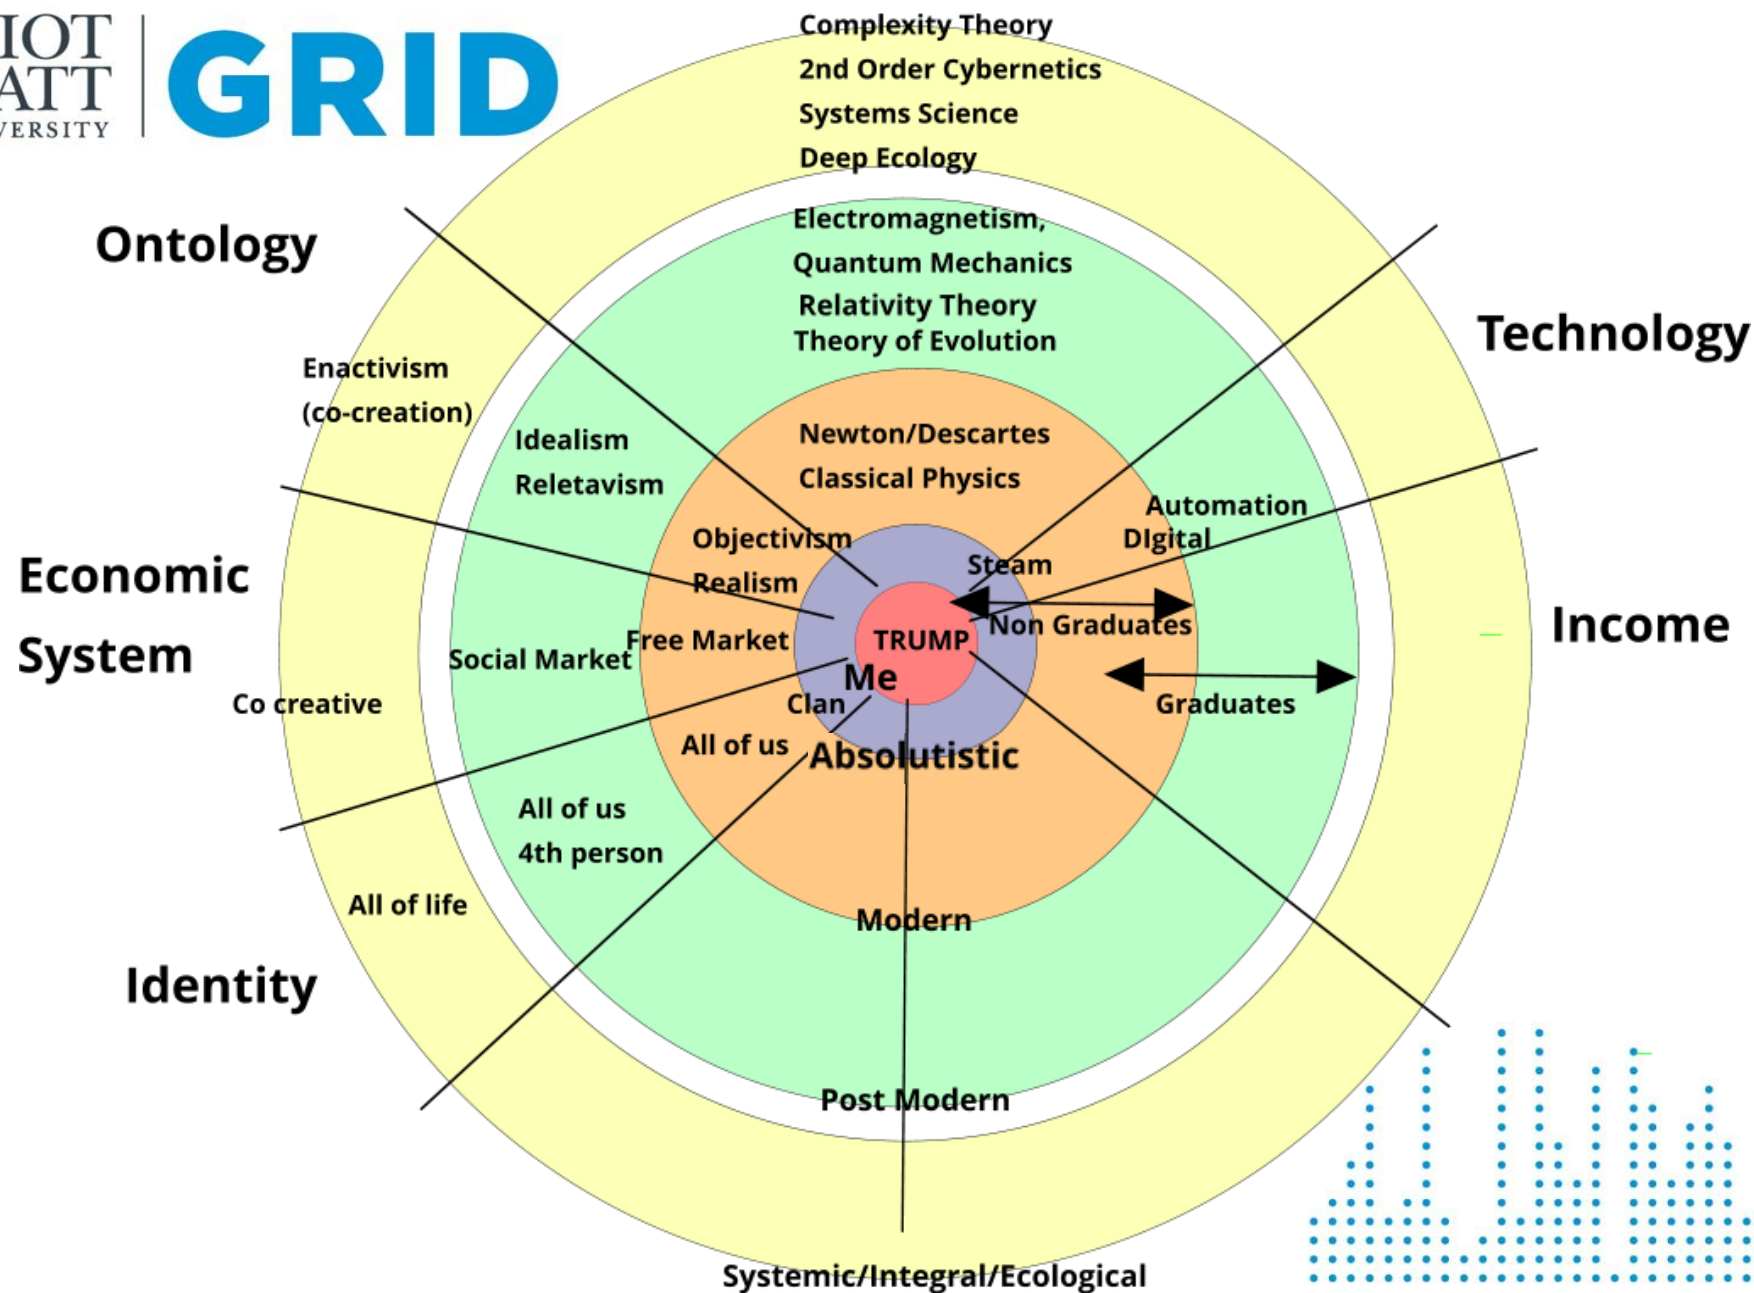 IOT
ATT
VERSITY
GRID
Complexity Theory
2nd Order Cybernetics
Systems Science
Deep Ecology
Electromagnetism,
Quantum Mechanics
Relativity Theory
Theory of Evolution
Ontology
Technology
Enactivism
(co-creation)
Idealism
Reletavism
Newton/Descartes
Classical Physics
Automation
DIgital
Objectivism
Realism
Steam
Economic
System
Income
Non Graduates
Free Market
TRUMP
Social Market
Me
Co creative
Clan
Graduates
All of us
Absolutistic
All of us
4th person
All of life
Modern
Identity
Post Modern
Systemic/Integral/Ecological